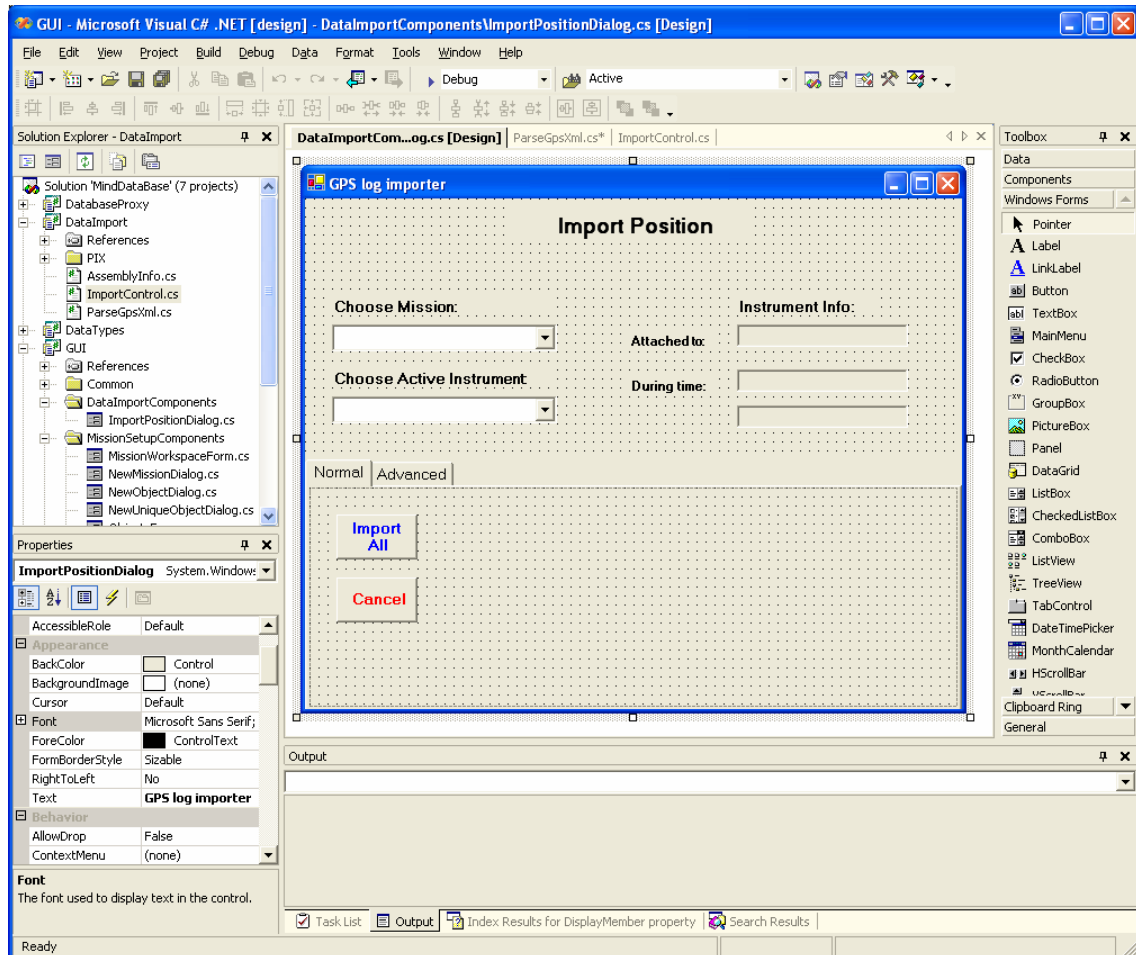 GUI - Microsoft Visual C# .NET [design] - DataImportComponents\ImportPositionDialog.cs [Design]
File Edit View Project Build Debug Data Format Tools Window Help
Debug Active
Solution Explorer - DataImport
Solution 'MindDataBase' (7 projects)
DatabaseProxy
DataImport
References
PIX
AssemblyInfo.cs
ImportControl.cs
ParseGpsXml.cs
DataTypes
GUI
References
Common
DataImportComponents
ImportPositionDialog.cs
MissionSetupComponents
MissionWorkspaceForm.cs
NewMissionDialog.cs
NewObjectDialog.cs
NewUniqueObjectDialog.cs
Properties
ImportPositionDialog System.Window
AccessibleRole Default
Appearance
BackColor Control
BackgroundImage (none)
Cursor Default
Font Microsoft Sans Serif;
ForeColor ControlText
FormBorderStyle Sizable
RightToLeft No
Text GPS log importer
Behavior
AllowDrop False
ContextMenu (none)
Font
The font used to display text in the control.
DataImportCom...og.cs [Design] ParseGpsXml.cs* ImportControl.cs
GPS log importer
Import Position
Choose Mission:
Instrument Info:
Attached to:
Choose Active Instrument
During time:
Normal Advanced
Import
All
Cancel
Output
Task List Output Index Results for DisplayMember property Search Results
Toolbox
Data
Components
Windows Forms
Pointer
A Label
A LinkLabel
ab Button
abl TextBox
MainMenu
CheckBox
RadioButton
GroupBox
PictureBox
Panel
DataGrid
ListBox
CheckedListBox
ComboBox
ListView
TreeView
TabControl
DateTimePicker
MonthCalendar
HScrollBar
VScrollBar
Clipboard Ring
General
Ready